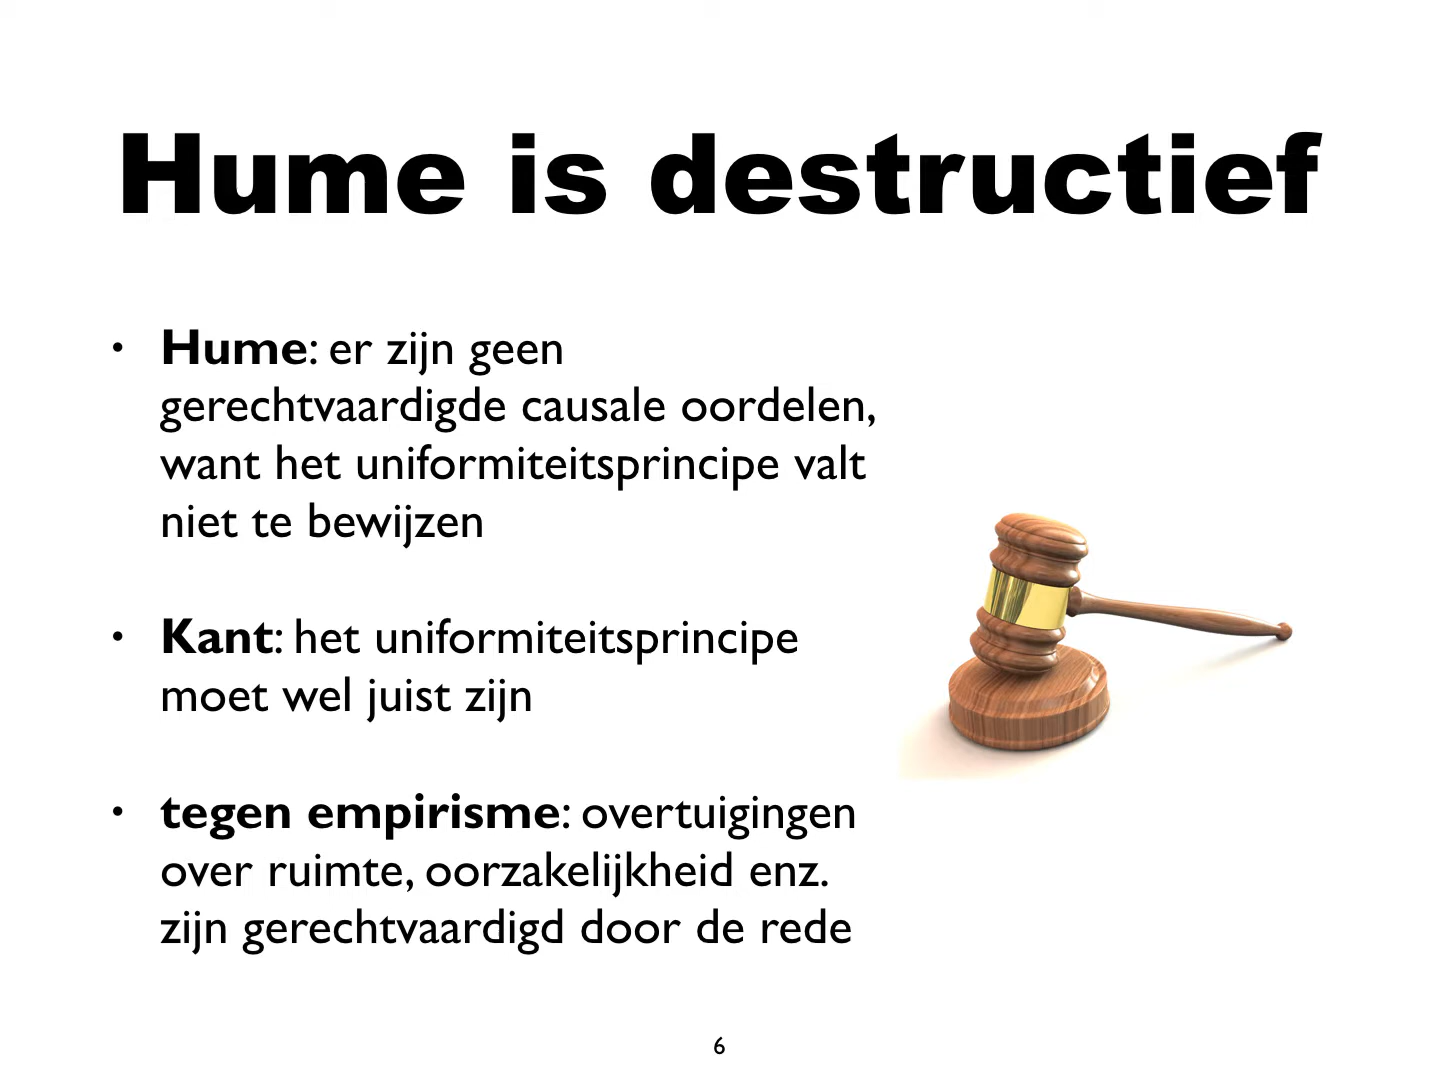 Hume is destructief
• Hume: er zijn geen
gerechtvaardigde causale oordelen,
want het uniformiteitsprincipe valt
niet te bewijzen
• Kant: het uniformiteitsprincipe
moet wel juist zijn
• tegen empirisme: overtuigingen
over ruimte, oorzakelijkheid enz.
zijn gerechtvaardigd door de rede
6